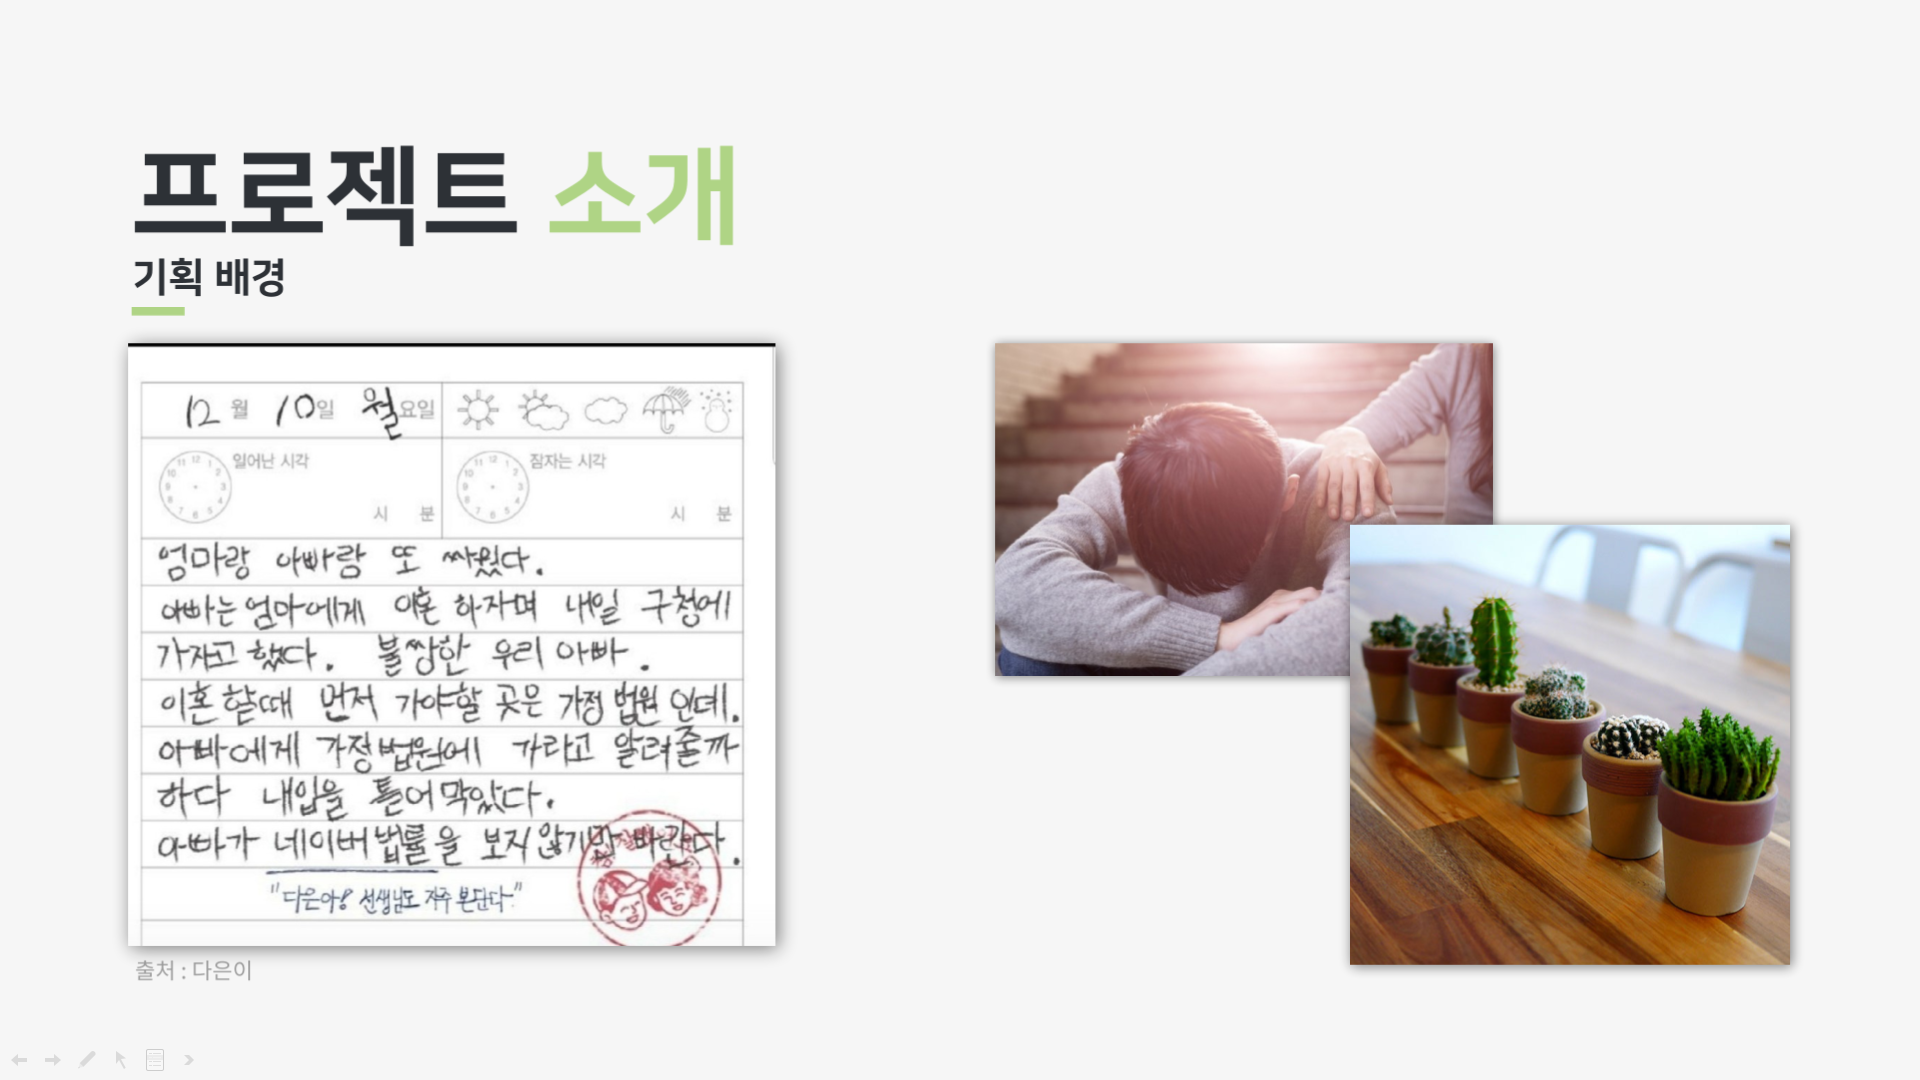 프로젝트 소개
기획 배경
12월 10일 월요일
일어난 시각
잠자는 시각
시 분
시 분
엄마랑 아빠랑 또 싸웠다.
아빠는 엄마에게 이혼 하자며 내일 구청에
가자고 했다. 불쌍한 우리 아빠.
이혼 할때 먼저 가야할 곳은 가정 법원 인데.
아빠에게 가정법원에 가라고 알려줄까
하다 내입을 틀어막았다.
아빠가 네이버 법률을 보지 않기만 바란다.
"다은아! 선생님도 자주 본단다"
출처 : 다은이